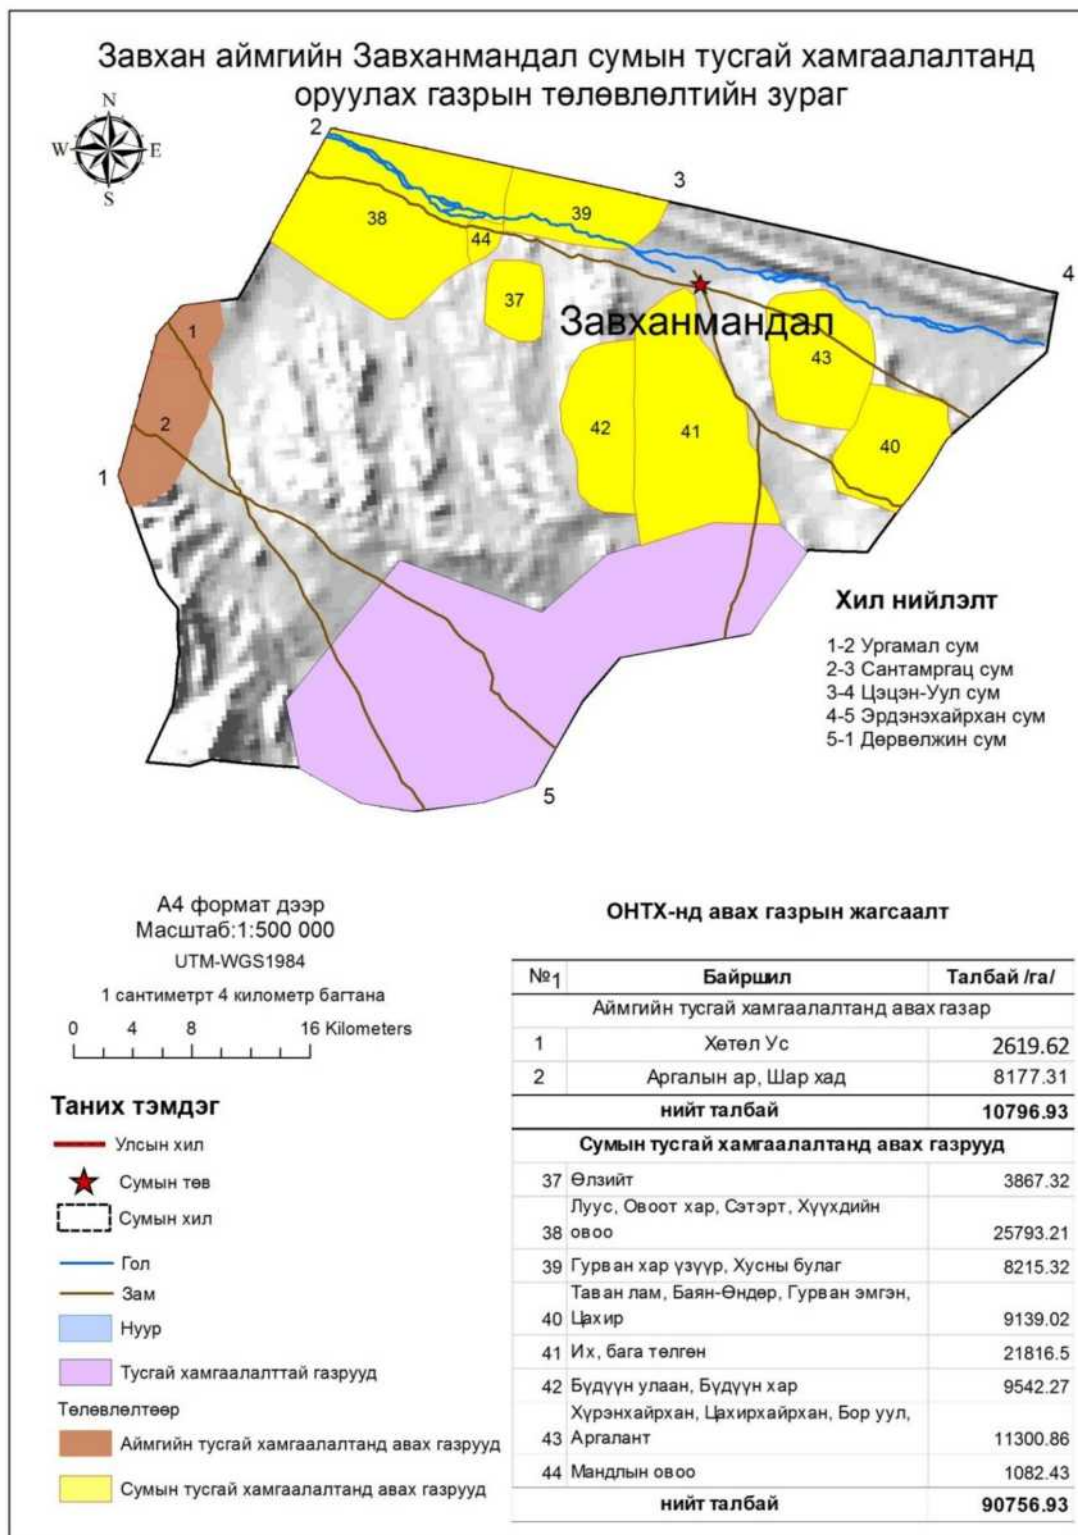 Завхан аймгийн Завханмандал сумын тусгай хамгаалалтанд
оруулах газрын төлөвлөлтийн зураг
N
W E
S
2
3
4
38
39
44
37
Завханмандал
1
43
2
42
41
40
1
5
Хил нийлэлт
1-2 Ургамал сум
2-3 Сантамргац сум
3-4 Цэцэн-Уул сум
4-5 Эрдэнэхайрхан сум
5-1 Дөрвөлжин сум
А4 формат дээр
Масштаб:1:500 000
UTM-WGS1984
1 сантиметрт 4 километр багтана
0 4 8 16 Kilometers
Таних тэмдэг
Улсын хил
Сумын төв
Сумын хил
Гол
Зам
Нуур
Тусгай хамгаалалттай газрууд
Төлөвлөлтөөр
Аймгийн тусгай хамгаалалтанд авах газрууд
Сумын тусгай хамгаалалтанд авах газрууд
ОНТХ-нд авах газрын жагсаалт
№1 Байршил Талбай /га/
Аймгийн тусгай хамгаалалтанд авах газар
1 Хөтөл Ус 2619.62
2 Аргалын ар, Шар хад 8177.31
нийт талбай 10796.93
Сумын тусгай хамгаалалтанд авах газрууд
37 Өлзийт 3867.32
Луус, Овоот хар, Сэтэрт, Хүүхдийн
38 овоо 25793.21
39 Гурван хар үзүүр, Хусны булаг 8215.32
Таван лам, Баян-Өндөр, Гурван эмгэн,
40 Цахир 9139.02
41 Их, бага төлгөн 21816.5
42 Бүдүүн улаан, Бүдүүн хар 9542.27
Хүрэнхайрхан, Цахирхайрхан, Бор уул,
43 Аргалант 11300.86
44 Мандлын овоо 1082.43
нийт талбай 90756.93